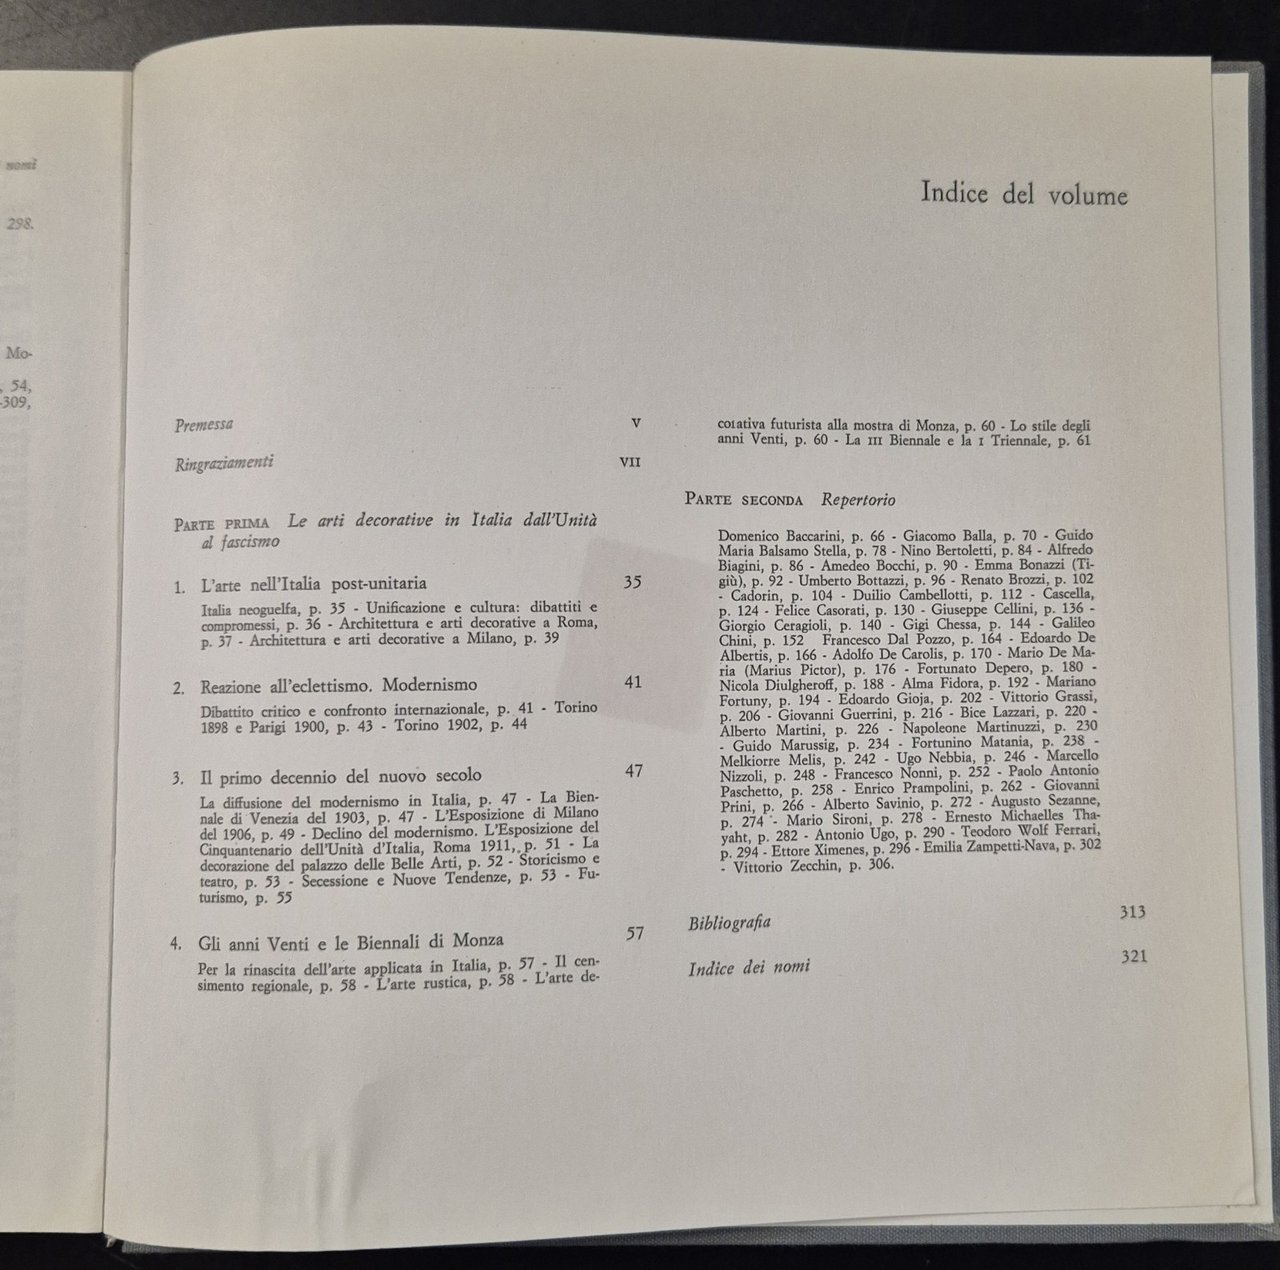 nomi
298.
Mo-
, 54,
-309,
Indice del volume
Premessa V
Ringraziamenti VII
PARTE PRIMA Le arti decorative in Italia dall'Unità
al fascismo
1. L'arte nell'Italia post-unitaria 35
Italia neoguelfa, p. 35 - Unificazione e cultura: dibattiti e
compromessi, p. 36 - Architettura e arti decorative a Roma,
p. 37 - Architettura e arti decorative a Milano, p. 39
2. Reazione all'eclettismo. Modernismo 41
Dibattito critico e confronto internazionale, p. 41 - Torino
1898 e Parigi 1900, p. 43 - Torino 1902, p. 44
3. Il primo decennio del nuovo secolo 47
La diffusione del modernismo in Italia, p. 47 - La Bien-
nale di Venezia del 1903, p. 47 - L'Esposizione di Milano
del 1906, p. 49 - Declino del modernismo. L'Esposizione del
Cinquantenario dell'Unità d'Italia, Roma 1911, p. 51 - La
decorazione del palazzo delle Belle Arti, p. 52 - Storicismo e
teatro, p. 53 - Secessione e Nuove Tendenze, p. 53 - Fu-
turismo, p. 55
4. Gli anni Venti e le Biennali di Monza 57
Per la rinascita dell'arte applicata in Italia, p. 57 - Il cen-
simento regionale, p. 58 - L'arte rustica, p. 58 - L'arte de-
corativa futurista alla mostra di Monza, p. 60 - Lo stile degli
anni Venti, p. 60 - La III Biennale e la I Triennale, p. 61
PARTE SECONDA Repertorio
Domenico Baccarini, p. 66 - Giacomo Balla, p. 70 - Guido
Maria Balsamo Stella, p. 78 - Nino Bertoletti, p. 84 - Alfredo
Biagini, p. 86 - Amedeo Bocchi, p. 90 - Emma Bonazzi (Ti-
giù), p. 92 - Umberto Bottazzi, p. 96 - Renato Brozzi, p. 102
- Cadorin, p. 104 - Duilio Cambellotti, p. 112 - Cascella,
p. 124 - Felice Casorati, p. 130 - Giuseppe Cellini, p. 136 -
Giorgio Ceragioli, p. 140 - Gigi Chessa, p. 144 - Galileo
Chini, p. 152 Francesco Dal Pozzo, p. 164 - Edoardo De
Albertis, p. 166 - Adolfo De Carolis, p. 170 - Mario De Ma-
ria (Marius Pictor), p. 176 - Fortunato Depero, p. 180 -
Nicola Diulgheroff, p. 188 - Alma Fidora, p. 192 - Mariano
Fortuny, p. 194 - Edoardo Gioja, p. 202 - Vittorio Grassi,
p. 206 - Giovanni Guerrini, p. 216 - Bice Lazzari, p. 220 -
Alberto Martini, p. 226 - Napoleone Martinuzzi, p. 230
- Guido Marussig, p. 234 - Fortunino Matania, p. 238 -
Melkiorre Melis, p. 242 - Ugo Nebbia, p. 246 - Marcello
Nizzoli, p. 248 - Francesco Nonni, p. 252 - Paolo Antonio
Paschetto, p. 258 - Enrico Prampolini, p. 262 - Giovanni
Prini, p. 266 - Alberto Savinio, p. 272 - Augusto Sezanne,
p. 274 - Mario Sironi, p. 278 - Ernesto Michaelles Tha-
yaht, p. 282 - Antonio Ugo, p. 290 - Teodoro Wolf Ferrari,
p. 294 - Ettore Ximenes, p. 296 - Emilia Zampetti-Nava, p. 302
- Vittorio Zecchin, p. 306.
Bibliografia 313
Indice dei nomi 321